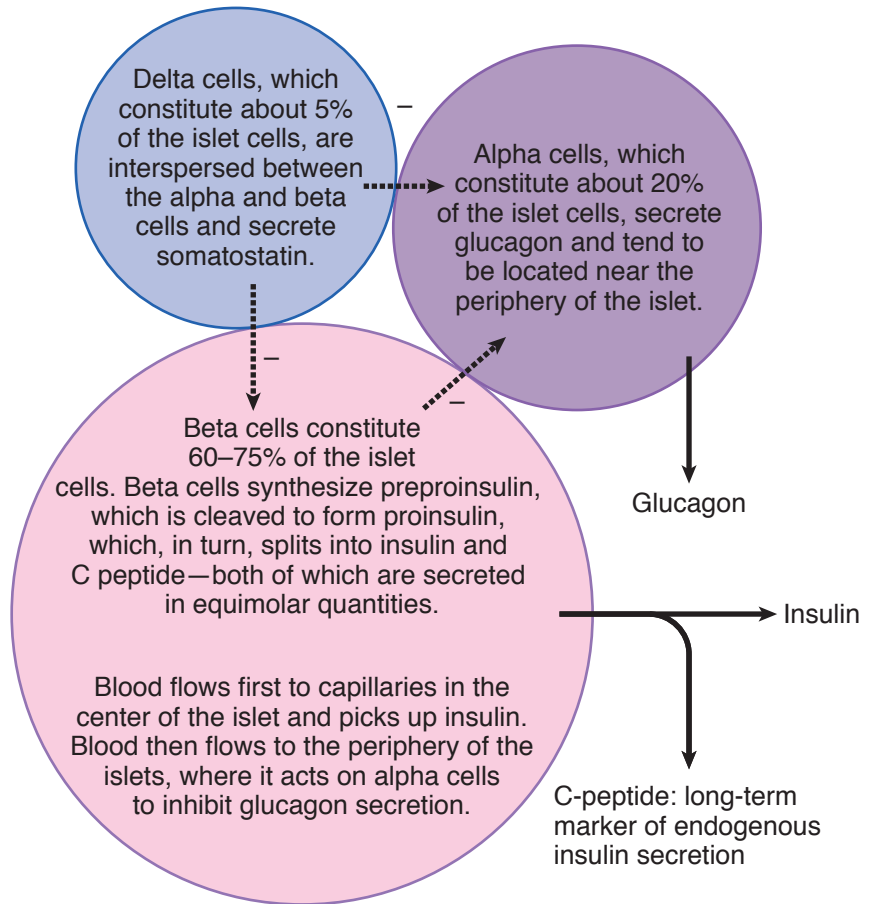 Delta cells, which
constitute about 5%
of the islet cells, are
interspersed between
the alpha and beta
cells and secrete
somatostatin.
–
Alpha cells, which
constitute about 20%
of the islet cells, secrete
glucagon and tend to
be located near the
periphery of the islet.
–
–
Beta cells constitute
60–75% of the islet
cells. Beta cells synthesize preproinsulin,
which is cleaved to form proinsulin,
which, in turn, splits into insulin and
C peptide—both of which are secreted
in equimolar quantities.
Blood flows first to capillaries in the
center of the islet and picks up insulin.
Blood then flows to the periphery of the
islets, where it acts on alpha cells
to inhibit glucagon secretion.
Glucagon
Insulin
C-peptide: long-term
marker of endogenous
insulin secretion